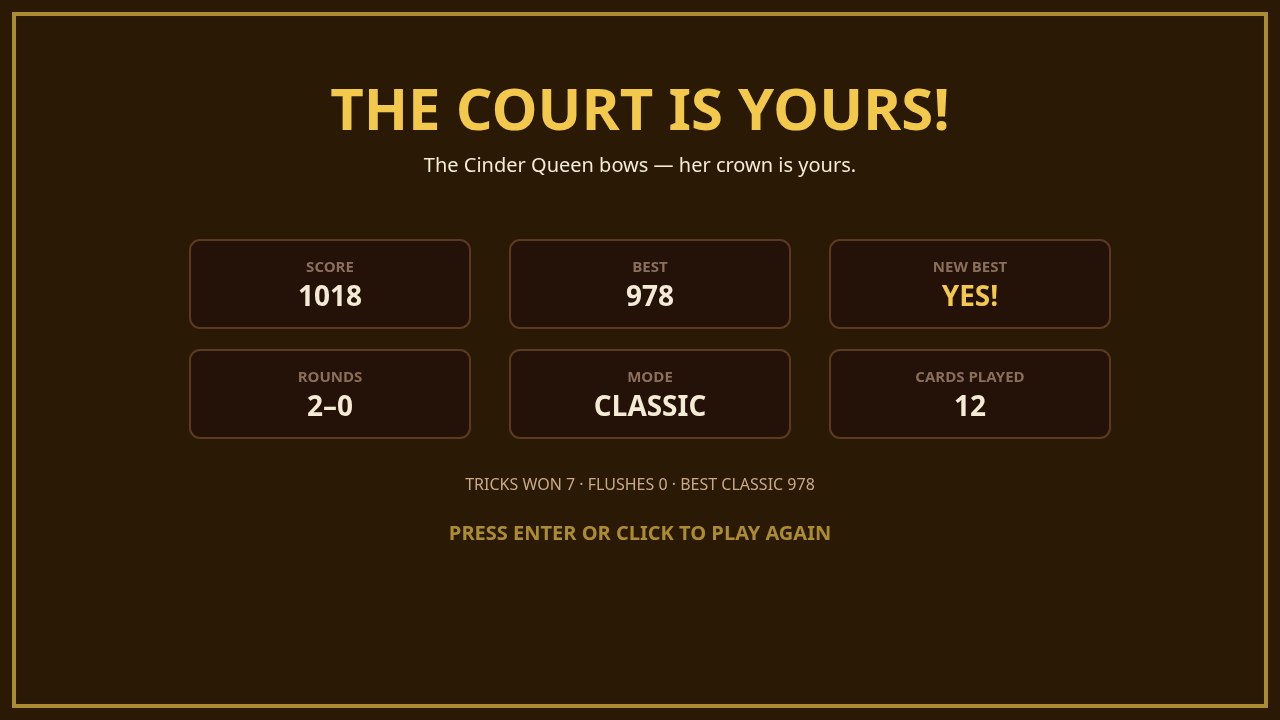 THE COURT IS YOURS!
The Cinder Queen bows — her crown is yours.
SCORE
1018
BEST
978
NEW BEST
YES!
ROUNDS
2–0
MODE
CLASSIC
CARDS PLAYED
12
TRICKS WON 7 · FLUSHES 0 · BEST CLASSIC 978
PRESS ENTER OR CLICK TO PLAY AGAIN